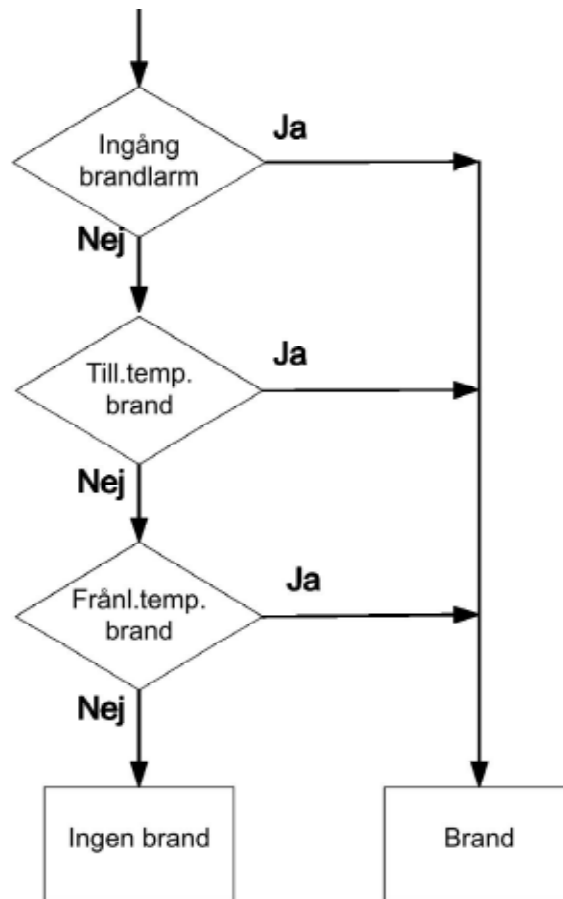 Ja
Ingång
brandlarm
Nej
Ja
Till.temp.
brand
Nej
Ja
Frånl.temp.
brand
Nej
Ingen brand
Brand